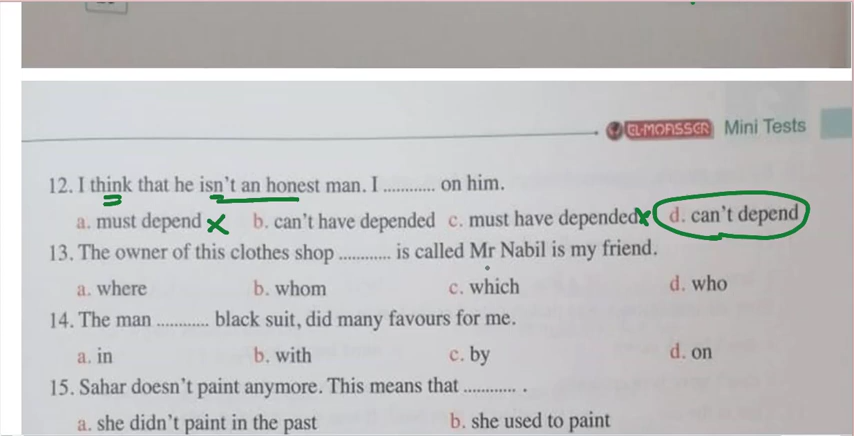 EL-MOASSER Mini Tests
12. I think that he isn't an honest man. I ............ on him.
a. must depend b. can't have depended c. must have depended d. can't depend
13. The owner of this clothes shop ............ is called Mr Nabil is my friend.
a. where b. whom c. which d. who
14. The man ............ black suit, did many favours for me.
a. in b. with c. by d. on
15. Sahar doesn't paint anymore. This means that ............ .
a. she didn't paint in the past b. she used to paint